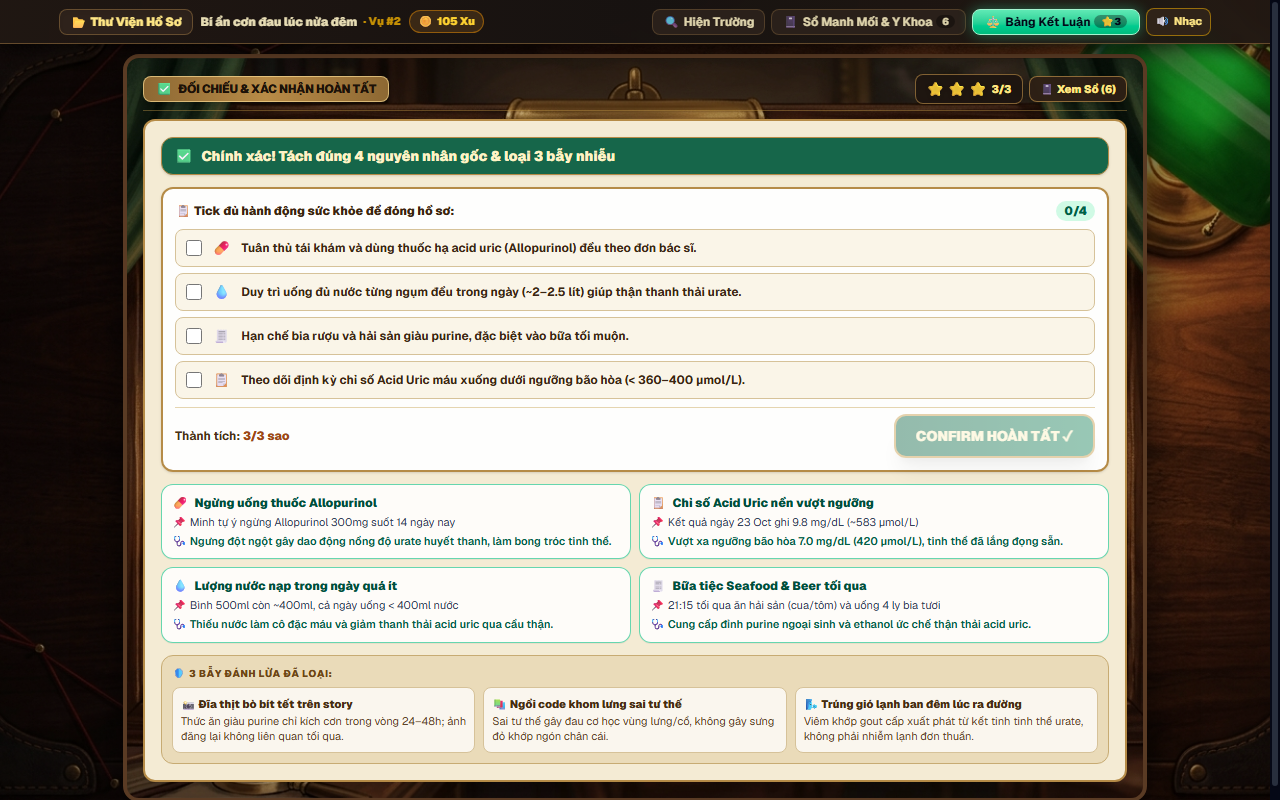 Thư Viện Hồ Sơ
Bí ẩn cơn đau lúc nửa đêm · Vụ #2
105 Xu
Hiện Trường
Sổ Manh Mối & Y Khoa 6
Bảng Kết Luận 3
Nhạc
ĐỐI CHIẾU & XÁC NHẬN HOÀN TẤT
3/3
Xem Sổ (6)
Chính xác! Tách đúng 4 nguyên nhân gốc & loại 3 bẫy nhiễu
Tick đủ hành động sức khỏe để đóng hồ sơ:
0/4
Tuân thủ tái khám và dùng thuốc hạ acid uric (Allopurinol) đều theo đơn bác sĩ.
Duy trì uống đủ nước từng ngụm đều trong ngày (~2–2.5 lít) giúp thận thanh thải urate.
Hạn chế bia rượu và hải sản giàu purine, đặc biệt vào bữa tối muộn.
Theo dõi định kỳ chỉ số Acid Uric máu xuống dưới ngưỡng bão hòa (< 360–400 µmol/L).
Thành tích: 3/3 sao
CONFIRM HOÀN TẤT ✓
Ngừng uống thuốc Allopurinol
Minh tự ý ngừng Allopurinol 300mg suốt 14 ngày nay
Ngưng đột ngột gây dao động nồng độ urate huyết thanh, làm bong tróc tinh thể.
Chỉ số Acid Uric nền vượt ngưỡng
Kết quả ngày 23 Oct ghi 9.8 mg/dL (~583 µmol/L)
Vượt xa ngưỡng bão hòa 7.0 mg/dL (420 µmol/L), tinh thể đã lắng đọng sẵn.
Lượng nước nạp trong ngày quá ít
Bình 500ml còn ~400ml, cả ngày uống < 400ml nước
Thiếu nước làm cô đặc máu và giảm thanh thải acid uric qua cầu thận.
Bữa tiệc Seafood & Beer tối qua
21:15 tối qua ăn hải sản (cua/tôm) và uống 4 ly bia tươi
Cung cấp đỉnh purine ngoại sinh và ethanol ức chế thận thải acid uric.
3 BẪY ĐÁNH LỪA ĐÃ LOẠI:
Đĩa thịt bò bít tết trên story
Thức ăn giàu purine chỉ kích cơn trong vòng 24–48h; ảnh
đăng lại không liên quan tối qua.
Ngồi code khom lưng sai tư thế
Sai tư thế gây đau cơ học vùng lưng/cổ, không gây sưng
đỏ khớp ngón chân cái.
Trúng gió lạnh ban đêm lúc ra đường
Viêm khớp gout cấp xuất phát từ kết tinh tinh thể urate,
không phải nhiễm lạnh đơn thuần.